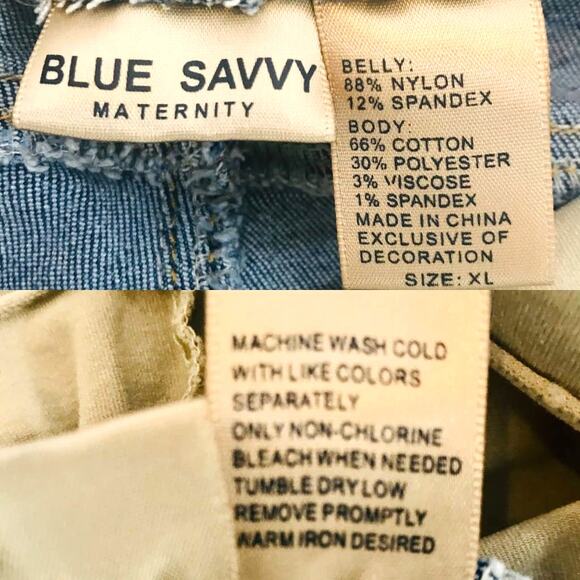 BLUE SAVVY
MATERNITY
BELLY:
88% NYLON
12% SPANDEX
BODY:
66% COTTON
30% POLYESTER
3% VISCOSE
1% SPANDEX
MADE IN CHINA
EXCLUSIVE OF
DECORATION
SIZE: XL
MACHINE WASH COLD
WITH LIKE COLORS
SEPARATELY
ONLY NON-CHLORINE
BLEACH WHEN NEEDED
TUMBLE DRY LOW
REMOVE PROMPTLY
WARM IRON DESIRED